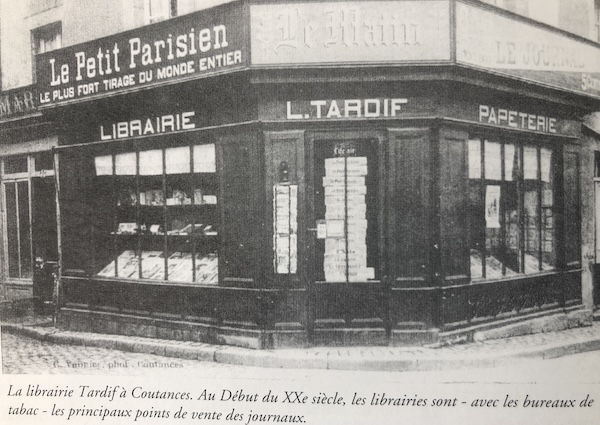 Le Petit Parisien
LE PLUS FORT TIRAGE DU MONDE ENTIER
Le Matin
LE JOURNAL
LIBRAIRIE
L. TARDIF
PAPETERIE
phot. Coutances
La librairie Tardif à Coutances. Au Début du XXe siècle, les librairies sont - avec les bureaux de
tabac - les principaux points de vente des journaux.